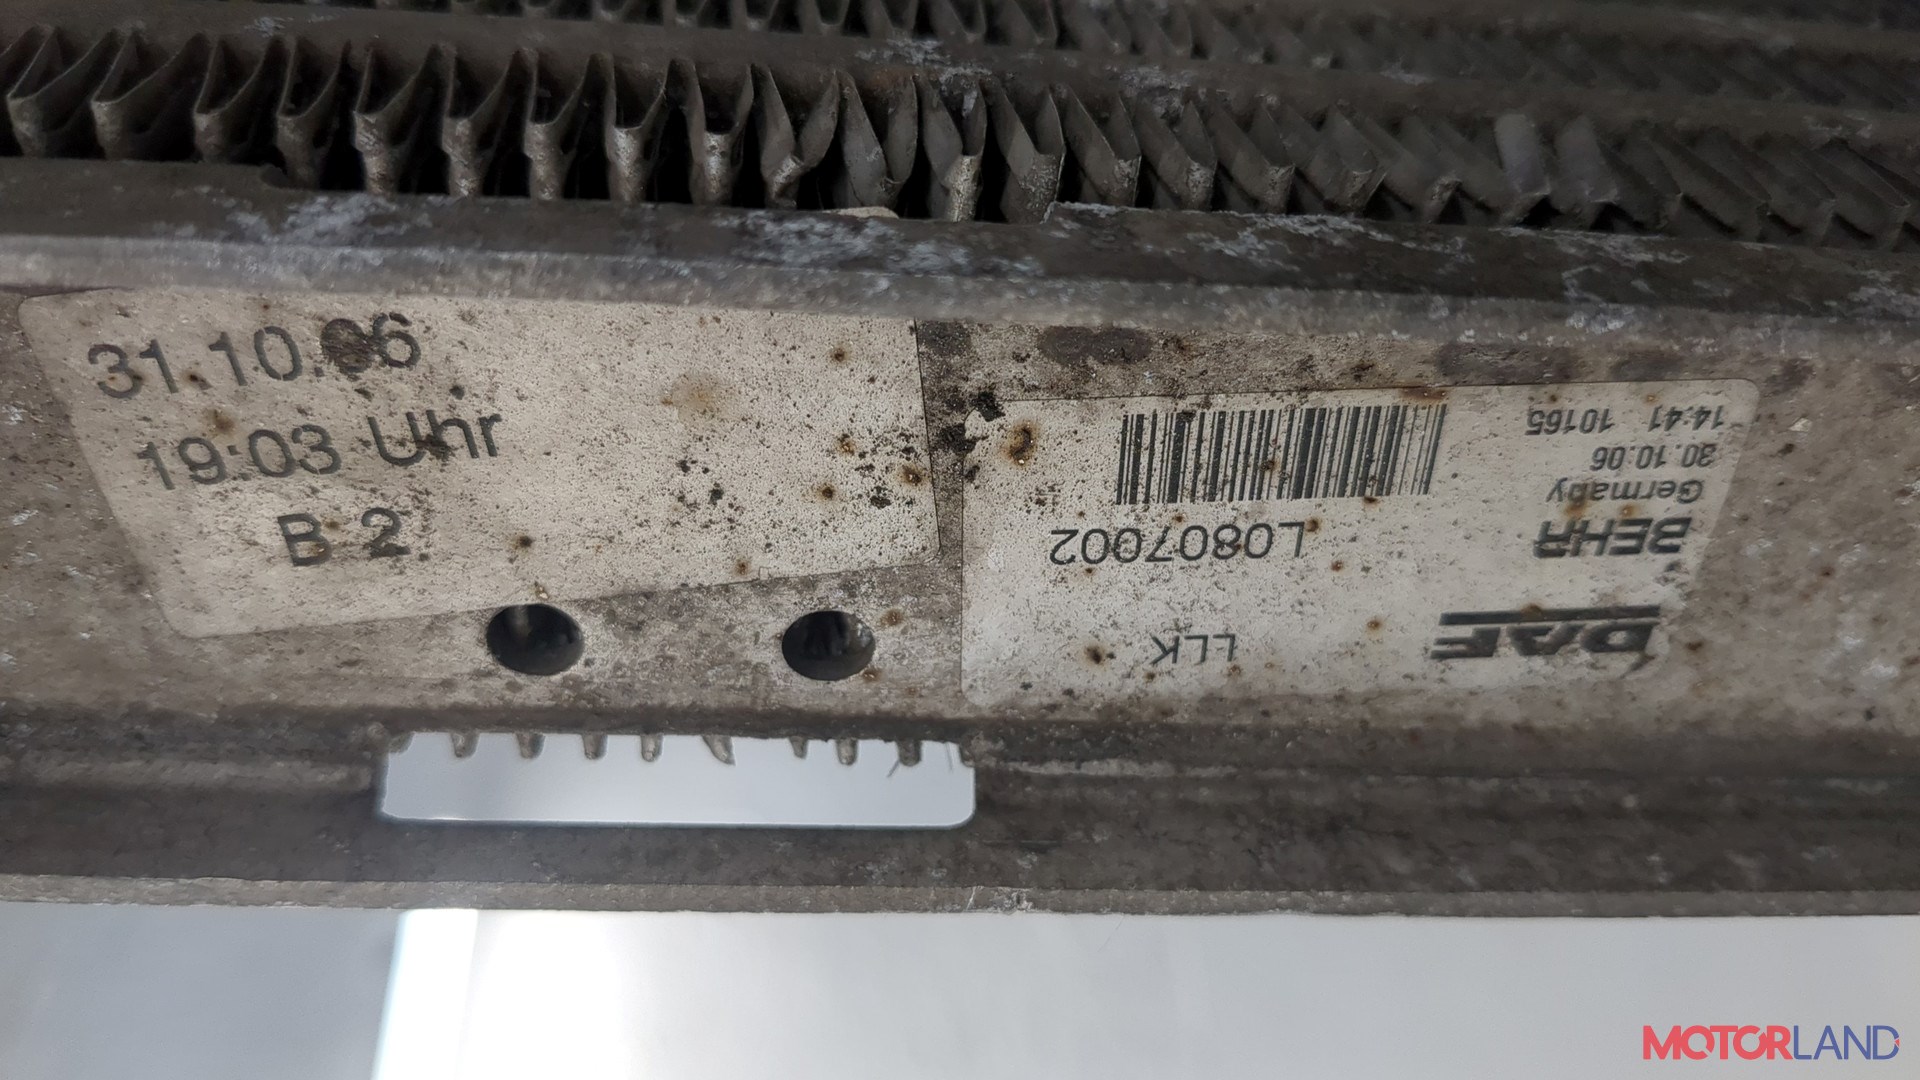 31.10.06
19:03 Uhr
B 2
DAF
LLK
BEHR
Germany
L0807002
30.10.06
14:41 10165
MOTORLAND